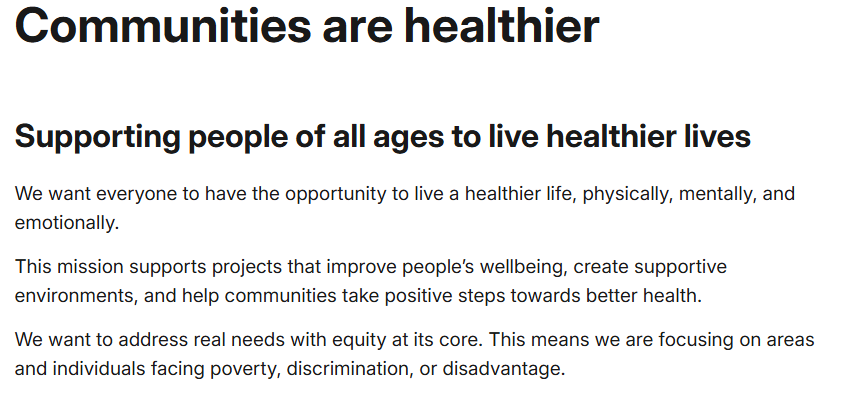 Communities are healthier
Supporting people of all ages to live healthier lives
We want everyone to have the opportunity to live a healthier life, physically, mentally, and
emotionally.
This mission supports projects that improve people’s wellbeing, create supportive
environments, and help communities take positive steps towards better health.
We want to address real needs with equity at its core. This means we are focusing on areas
and individuals facing poverty, discrimination, or disadvantage.